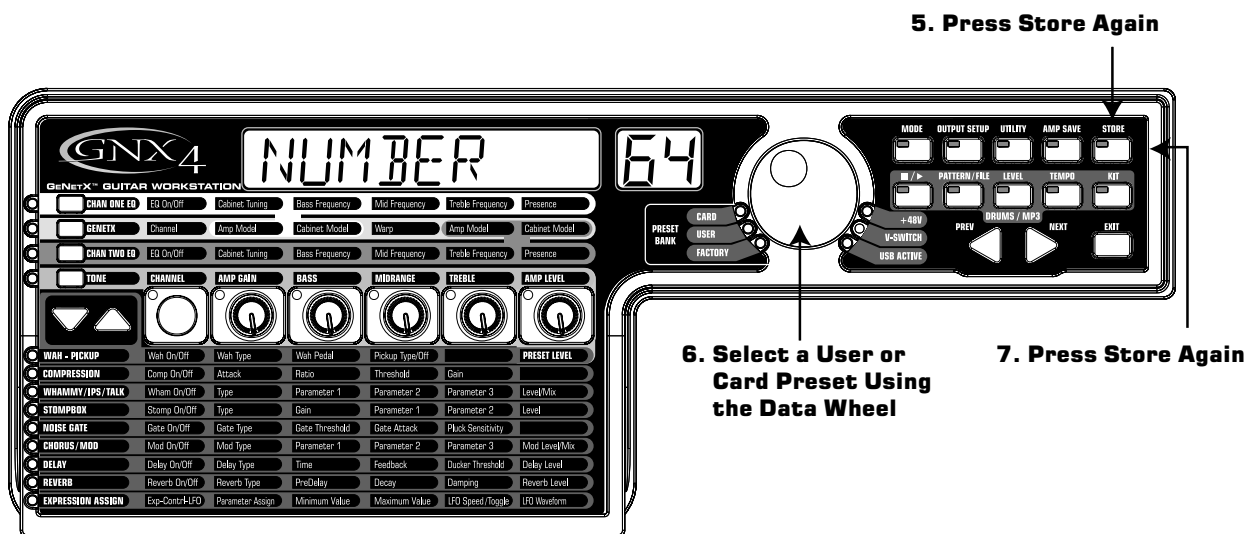 5. Press Store Again
GNX4
GENETX™ GUITAR WORKSTATION
NUMBER
64
MODE OUTPUT SETUP UTILITY AMP SAVE STORE
■/▶ PATTERN/FILE LEVEL TEMPO KIT
DRUMS / MP3
PREV NEXT EXIT
PRESET BANK
CARD
USER
FACTORY
+48V
V-SWITCH
USB ACTIVE
CHAN ONE EQ EQ On/Off Cabinet Tuning Bass Frequency Mid Frequency Treble Frequency Presence
GENETX Channel Amp Model Cabinet Model Warp Amp Model Cabinet Model
CHAN TWO EQ EQ On/Off Cabinet Tuning Bass Frequency Mid Frequency Treble Frequency Presence
TONE CHANNEL AMP GAIN BASS MIDRANGE TREBLE AMP LEVEL
WAH - PICKUP Wah On/Off Wah Type Wah Pedal Pickup Type/Off PRESET LEVEL
COMPRESSION Comp On/Off Attack Ratio Threshold Gain
WHAMMY/IPS/TALK Wham On/Off Type Parameter 1 Parameter 2 Parameter 3 Level/Mix
STOMPBOX Stomp On/Off Type Gain Parameter 1 Parameter 2 Level
NOISE GATE Gate On/Off Gate Type Gate Threshold Gate Attack Pluck Sensitivity
CHORUS/MOD Mod On/Off Mod Type Parameter 1 Parameter 2 Parameter 3 Mod Level/Mix
DELAY Delay On/Off Delay Type Time Feedback Ducker Threshold Delay Level
REVERB Reverb On/Off Reverb Type PreDelay Decay Damping Reverb Level
EXPRESSION ASSIGN Exp-Contrl-LFO Parameter Assign Minimum Value Maximum Value LFO Speed/Toggle LFO Waveform
6. Select a User or
Card Preset Using
the Data Wheel
7. Press Store Again